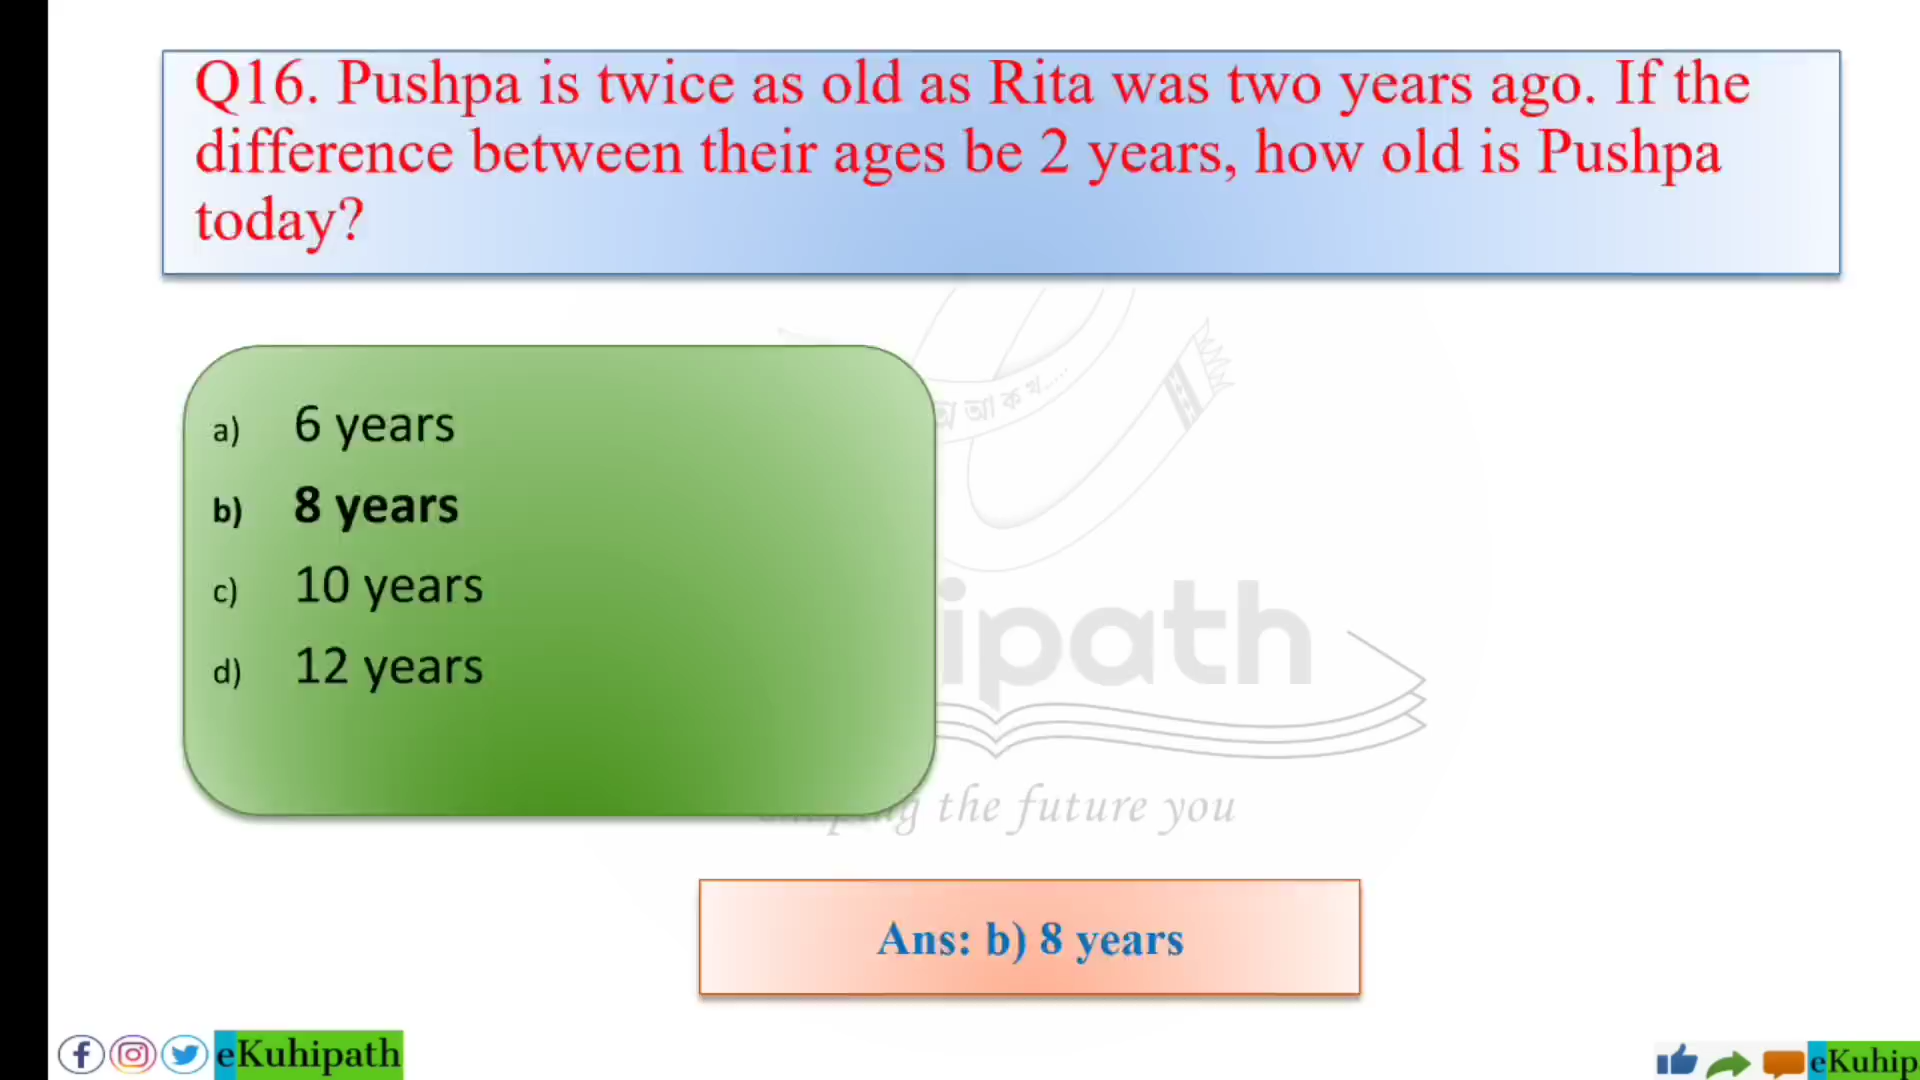 Q16. Pushpa is twice as old as Rita was two years ago. If the
difference between their ages be 2 years, how old is Pushpa
today?
a) 6 years
b) 8 years
c) 10 years
d) 12 years
অ আ ক খ....
ipath
the future you
Ans: b) 8 years
eKuhipath
eKuhip